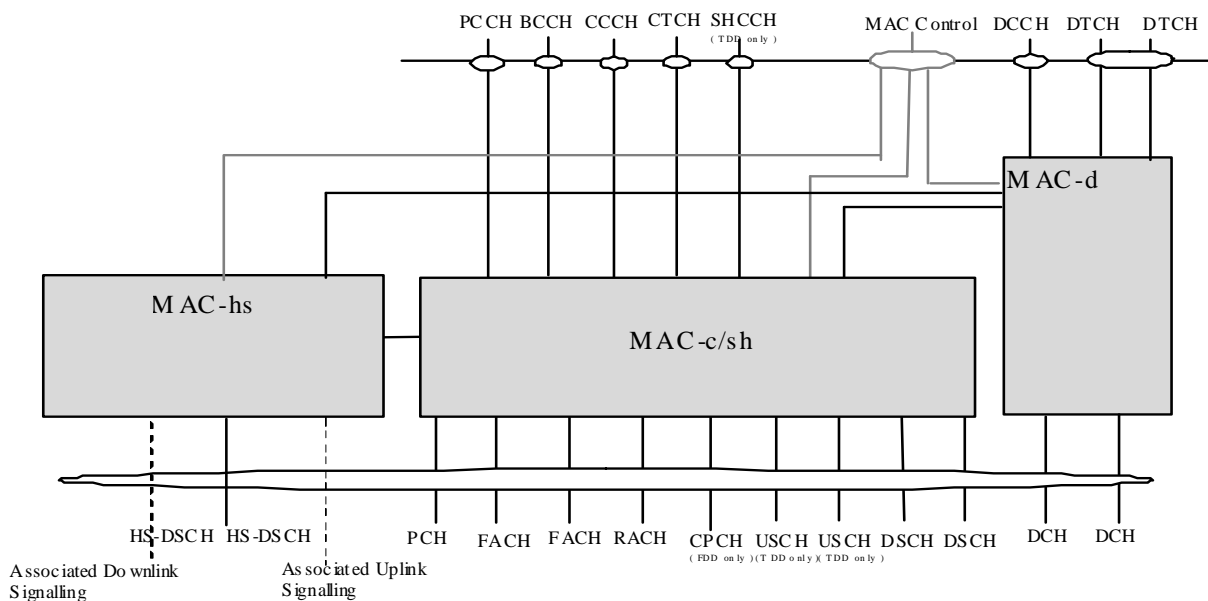 PCCH BCCH CCCH CTCH SHCCH MAC Control DCCH DTCH DTCH
( TDD only )
MAC-d
MAC-hs
MAC-c/sh
HS-DSCH HS-DSCH PCH FACH FACH RACH CPCH USCH USCH DSCH DSCH DCH DCH
( FDD only ) ( TDD only ) ( TDD only )
Associated Downlink
Signalling
Associated Uplink
Signalling